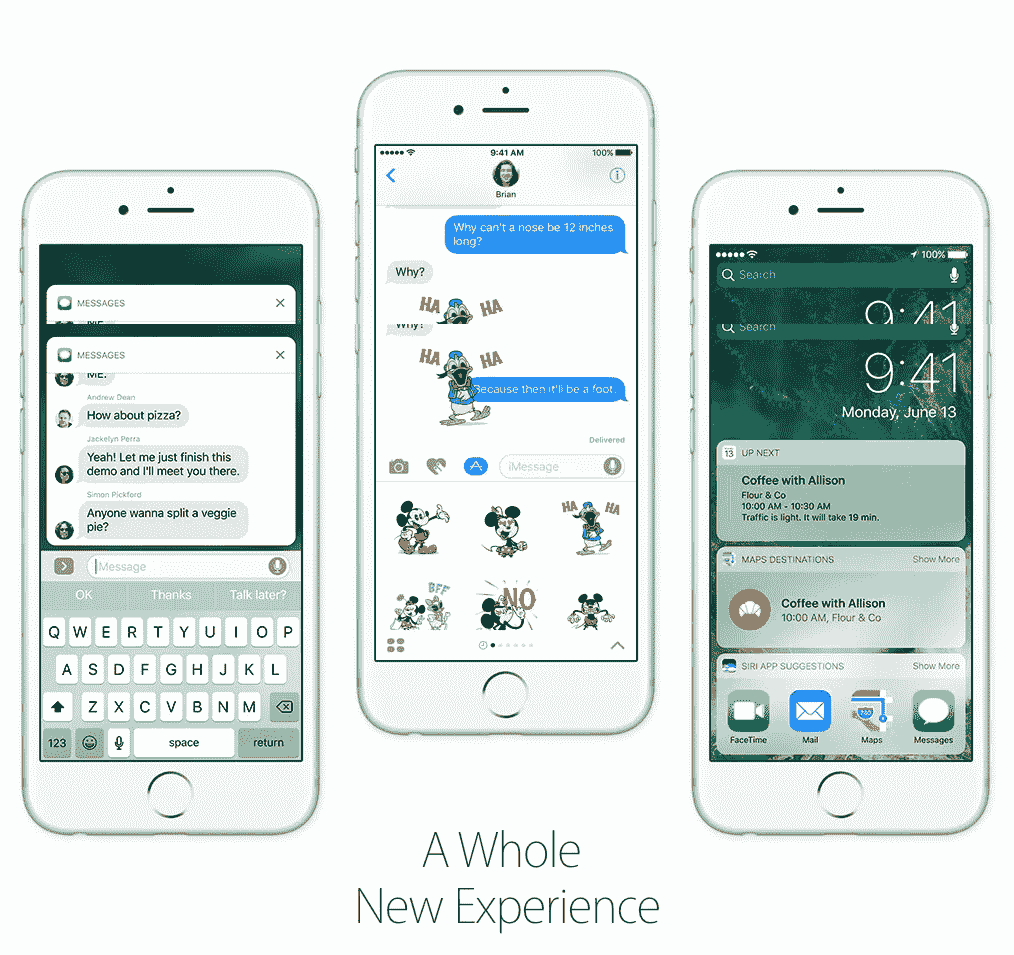 MESSAGES
ME.
MESSAGES
ME.
Andrew Dean
How about pizza?
Jackelyn Perra
Yeah! Let me just finish this
demo and I'll meet you there.
Simon Pickford
Anyone wanna split a veggie
pie?
Message
OK Thanks Talk later?
Q W E R T Y U I O P
A S D F G H J K L
Z X C V B N M
123 space return
9:41 AM 100%
Brian
Why can't a nose be 12 inches
long?
Why?
HA HA
Why?
HA HA
Because then it'll be a foot.
Delivered
iMessage
HA HA
BFF
NO
100%
Search
9:41
Search
9:41
Monday, June 13
13 UP NEXT
Coffee with Allison
Flour & Co
10:00 AM - 10:30 AM
Traffic is light. It will take 19 min.
MAPS DESTINATIONS Show More
Coffee with Allison
10:00 AM, Flour & Co
SIRI APP SUGGESTIONS Show More
280
FaceTime Mail Maps Messages
A Whole
New Experience